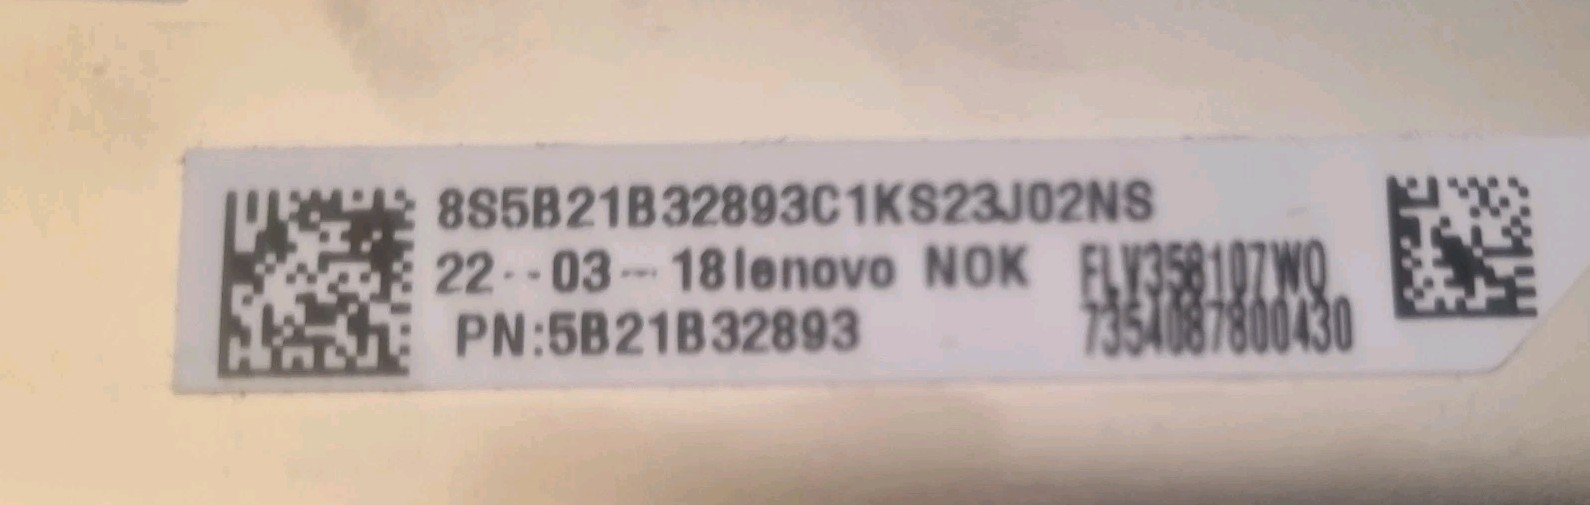 8S5B21B32893C1KS23J02NS
22--03--18lenovo NOK
PN:5B21B32893
FLV358107WQ
7354087800430